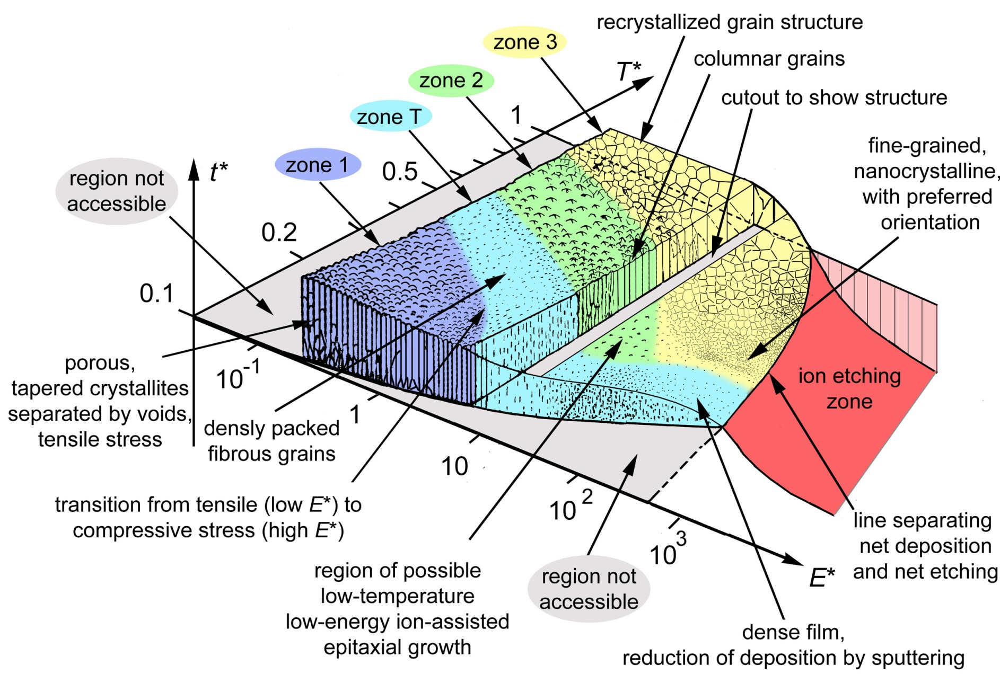 recrystallized grain structure
columnar grains
cutout to show structure
fine-grained,
nanocrystalline,
with preferred
orientation
zone 3
zone 2
zone T
zone 1
T*
1
0.5
0.2
0.1
t*
region not
accessible
porous,
tapered crystallites
separated by voids,
tensile stress
densly packed
fibrous grains
transition from tensile (low E*) to
compressive stress (high E*)
region of possible
low-temperature
low-energy ion-assisted
epitaxial growth
10-1
1
10
10 2
10 3
E*
region not
accessible
ion etching
zone
line separating
net deposition
and net etching
dense film,
reduction of deposition by sputtering